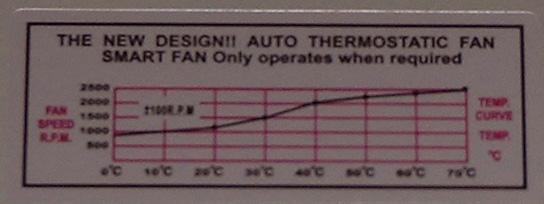 THE NEW DESIGN!! AUTO THERMOSTATIC FAN
SMART FAN Only operates when required
2500
2000
1500
1000
500
FAN
SPEED
R.P.M.
±100R.P.M
TEMP.
CURVE
TEMP.
°C
0°C 10°C 20°C 30°C 40°C 50°C 60°C 70°C